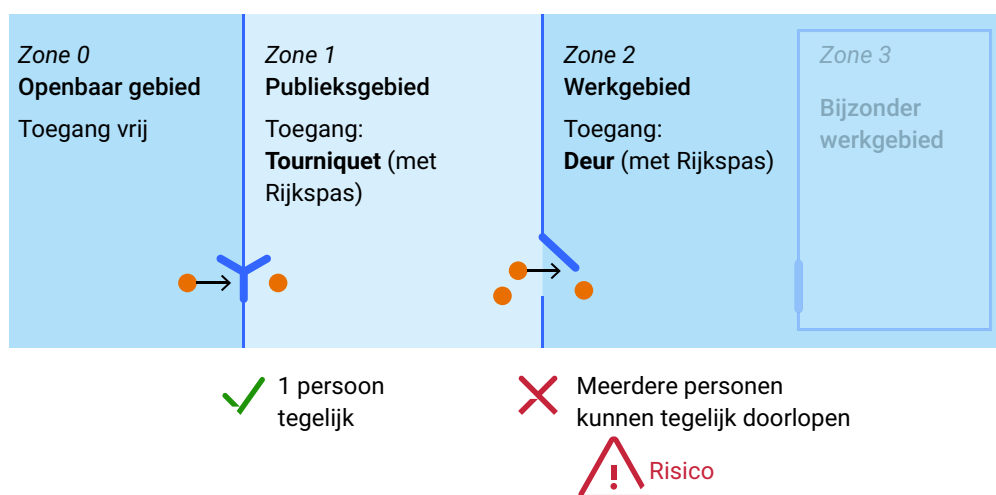 Zone 0
Openbaar gebied
Toegang vrij
Zone 1
Publieksgebied
Toegang:
Tourniquet (met
Rijkspas)
Zone 2
Werkgebied
Toegang:
Deur (met Rijkspas)
Zone 3
Bijzonder
werkgebied
1 persoon
tegelijk
Meerdere personen
kunnen tegelijk doorlopen
Risico